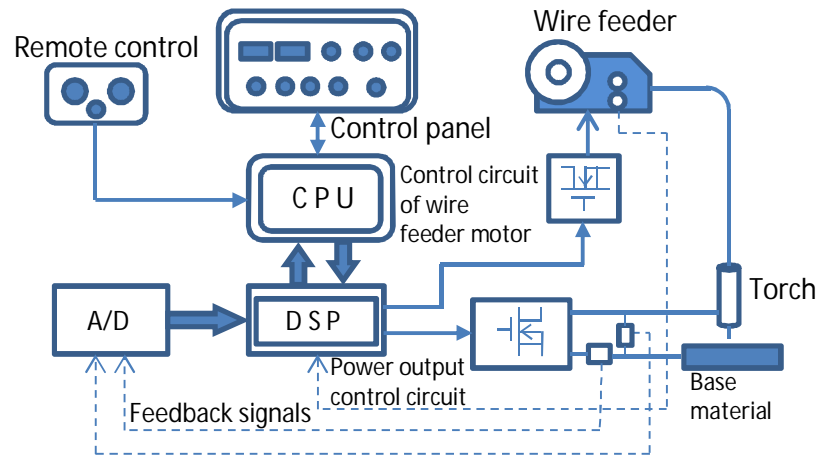 Remote control
Wire feeder
Control panel
C P U
Control circuit
of wire
feeder motor
A/D
D S P
Torch
Power output
control circuit
Base
material
Feedback signals